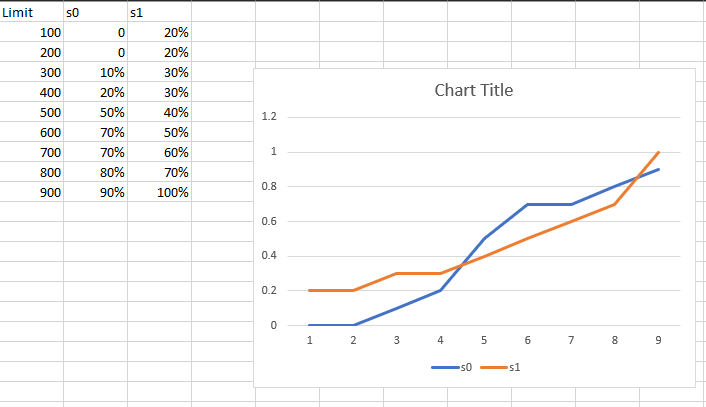 Limit s0 s1
100 0 20%
200 0 20%
300 10% 30%
400 20% 30%
500 50% 40%
600 70% 50%
700 70% 60%
800 80% 70%
900 90% 100%
Chart Title
1.2
1
0.8
0.6
0.4
0.2
0
1 2 3 4 5 6 7 8 9
s0 s1